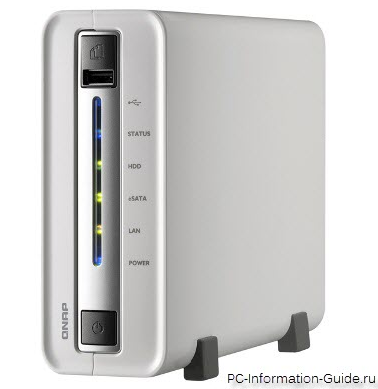 STATUS
HDD
eSATA
LAN
POWER
QNAP
PC-Information-Guide.ru